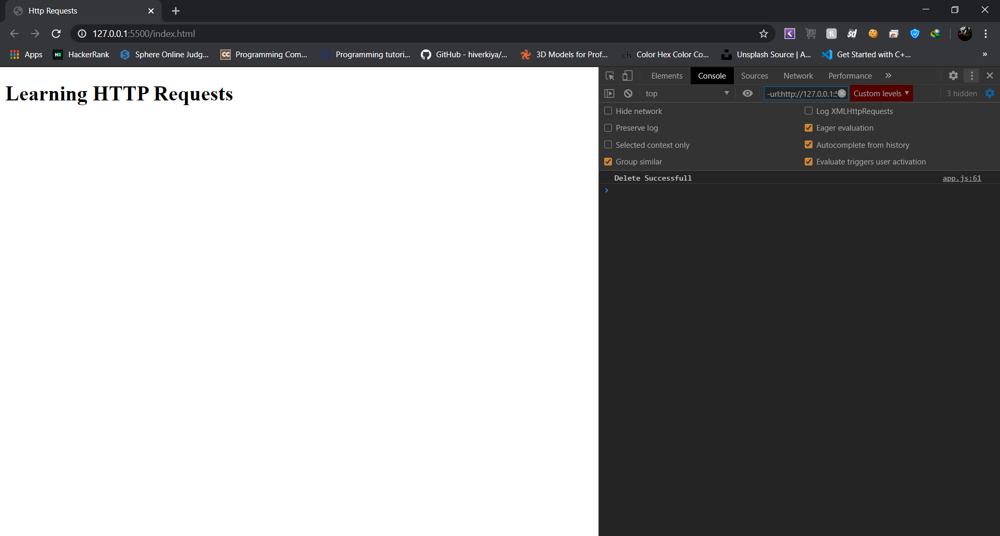 Http Requests
127.0.0.1:5500/index.html
Apps HackerRank Sphere Online Judg... CC Programming Com... Programming tutori... GitHub - hiverkiya/... 3D Models for Prof... ch Color Hex Color Co... Unsplash Source | A... Get Started with C+... »
Learning HTTP Requests
Elements Console Sources Network Performance »
top -url:http://127.0.0.1:5 Custom levels 3 hidden
Hide network Log XMLHttpRequests
Preserve log Eager evaluation
Selected context only Autocomplete from history
Group similar Evaluate triggers user activation
Delete Successfull app.js:61